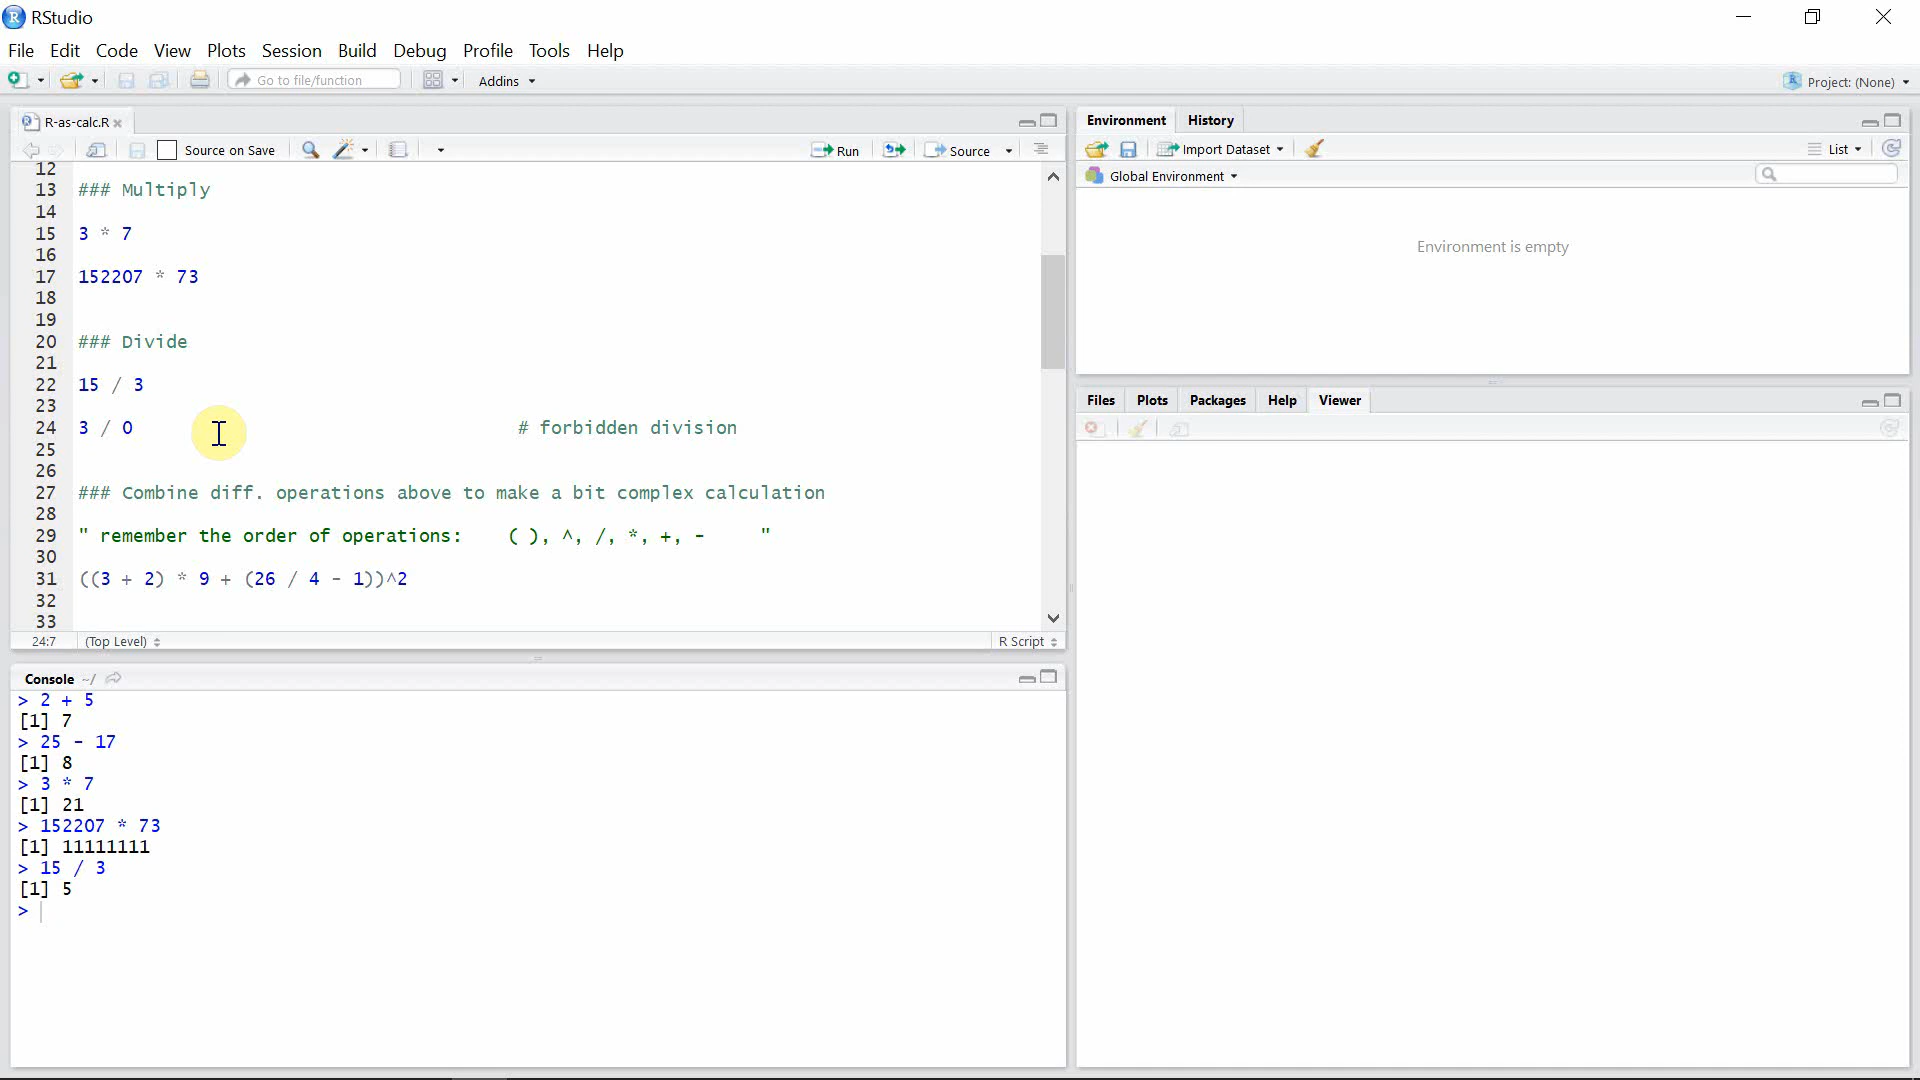 RStudio
File Edit Code View Plots Session Build Debug Profile Tools Help
Go to file/function Addins Project: (None)
R-as-calc.R
Source on Save Run Source
12
13 ### Multiply
14
15 3 * 7
16
17 152207 * 73
18
19
20 ### Divide
21
22 15 / 3
23
24 3 / 0 # forbidden division
25
26
27 ### Combine diff. operations above to make a bit complex calculation
28
29 " remember the order of operations: ( ), ^, /, *, +, - "
30
31 ((3 + 2) * 9 + (26 / 4 - 1))^2
32
33
24:7 (Top Level) R Script
Console ~/
> 2 + 5
[1] 7
> 25 - 17
[1] 8
> 3 * 7
[1] 21
> 152207 * 73
[1] 11111111
> 15 / 3
[1] 5
>
Environment History
Import Dataset List
Global Environment
Environment is empty
Files Plots Packages Help Viewer